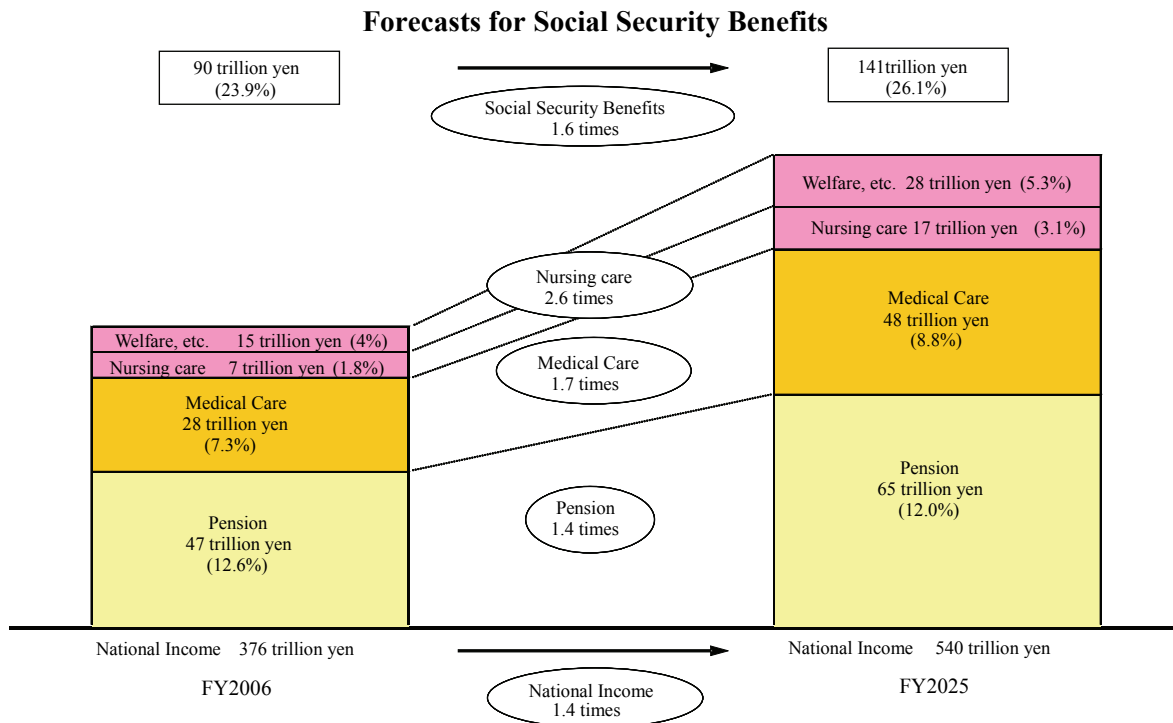 Forecasts for Social Security Benefits
90 trillion yen
(23.9%)
141trillion yen
(26.1%)
Social Security Benefits
1.6 times
Welfare, etc. 28 trillion yen (5.3%)
Nursing care 17 trillion yen (3.1%)
Nursing care
2.6 times
Medical Care
48 trillion yen
(8.8%)
Welfare, etc. 15 trillion yen (4%)
Nursing care 7 trillion yen (1.8%)
Medical Care
1.7 times
Medical Care
28 trillion yen
(7.3%)
Pension
65 trillion yen
(12.0%)
Pension
1.4 times
Pension
47 trillion yen
(12.6%)
National Income 376 trillion yen
National Income 540 trillion yen
FY2006
FY2025
National Income
1.4 times